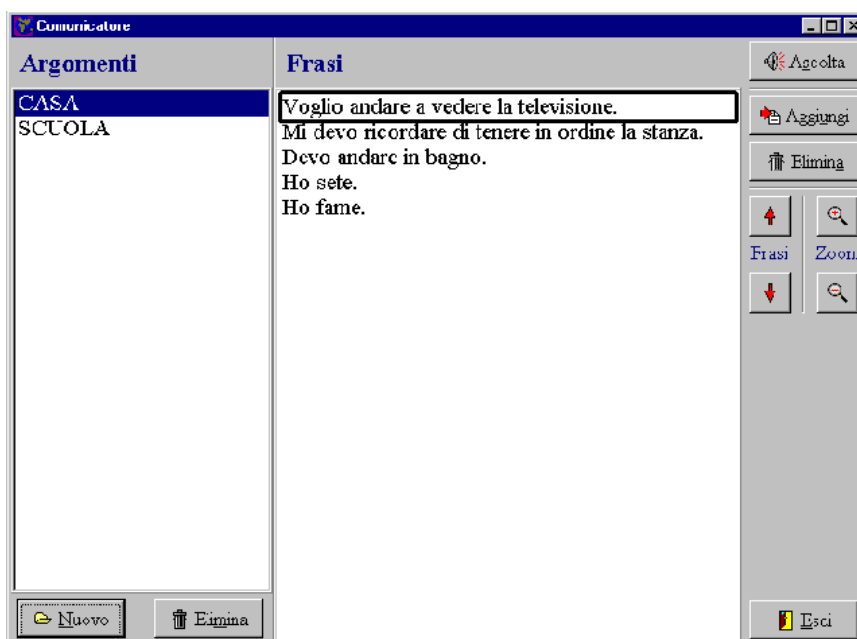 Comunicatore
Argomenti
CASA
SCUOLA
Nuovo
Elimina
Frasi
Voglio andare a vedere la televisione.
Mi devo ricordare di tenere in ordine la stanza.
Devo andare in bagno.
Ho sete.
Ho fame.
Ascolta
Aggiungi
Elimina
Frasi
Zoom
Esci